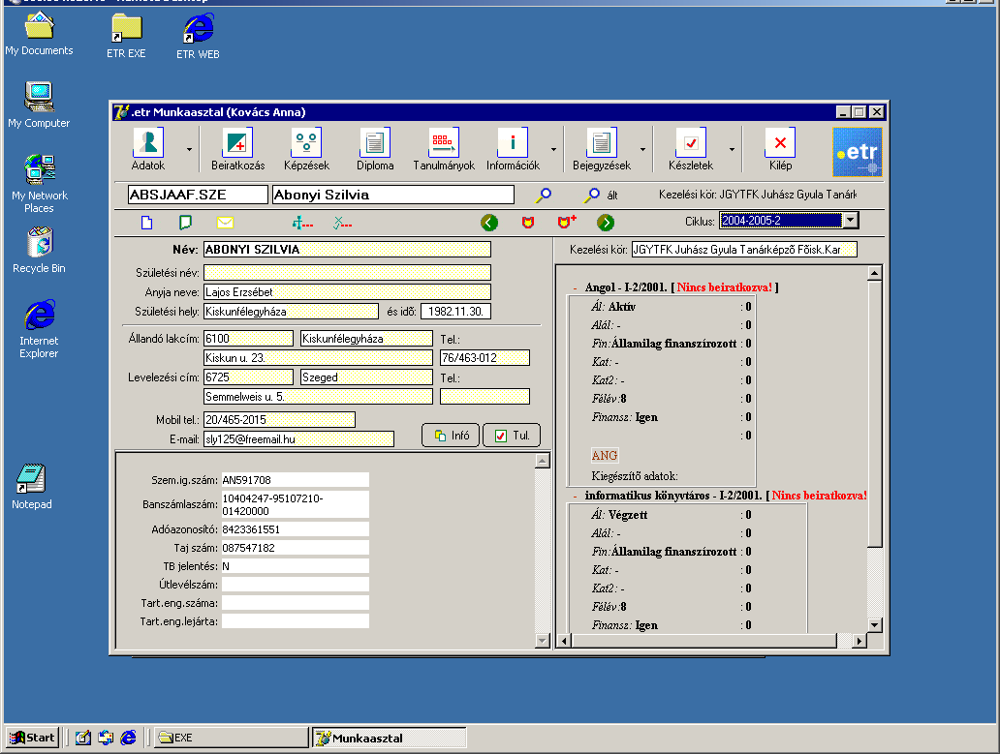 My Documents
ETR EXE
ETR WEB
My Computer
My Network
Places
Recycle Bin
Internet
Explorer
Notepad
.etr Munkaasztal (Kovács Anna)
Adatok
Beiratkozás
Képzések
Diploma
Tanulmányok
Információk
Bejegyzések
Készletek
Kilép
.etr
ABSJAAF.SZE
Abonyi Szilvia
ált
Kezelési kör: JGYTFK Juhász Gyula Tanárk
Ciklus: 2004-2005-2
Név: ABONYI SZILVIA
Születési név:
Anyja neve: Lajos Erzsébet
Születési hely: Kiskunfélegyháza és idõ: 1982.11.30.
Állandó lakcím: 6100 Kiskunfélegyháza Tel.:
Kiskun u. 23. 76/463-012
Levelezési cím: 6725 Szeged Tel.:
Semmelweis u. 5.
Mobil tel.: 20/465-2015
E-mail: sly125@freemail.hu
Infó
Tul.
Szem.ig.szám: AN591708
Banszámlaszám: 10404247-95107210-
01420000
Adóazonosító: 8423361551
Taj szám: 087547182
TB jelentés: N
Útlevélszám:
Tart.eng.száma:
Tart.eng.lejárta:
Kezelési kör: JGYTFK Juhász Gyula Tanárképzõ Fõisk.Kar
- Angol - I-2/2001. [ Nincs beiratkozva! ]
Ál: Aktív : 0
Alál: - : 0
Fin:Államilag finanszírozott : 0
Kat: - : 0
Kat2: - : 0
Félév:8 : 0
Finansz: Igen : 0
: 0
ANG
Kiegészítő adatok:
- informatikus könyvtáros - I-2/2001. [ Nincs beiratkozva!
Ál: Végzett : 0
Alál: - : 0
Fin:Államilag finanszírozott : 0
Kat: - : 0
Kat2: - : 0
Félév:8 : 0
Finansz: Igen : 0
Start
EXE
Munkaasztal